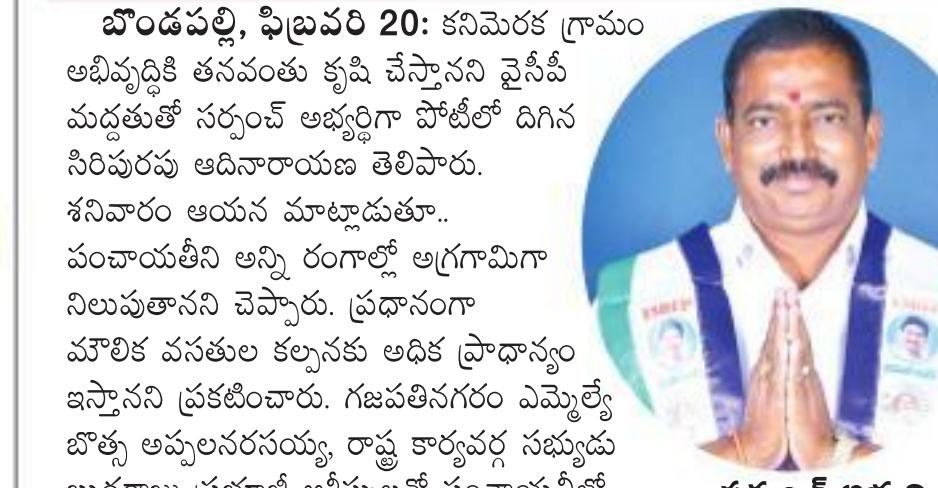 బొండపల్లి, ఫిబ్రవరి 20: కనిమెరక గ్రామం
అభివృద్ధికి తనవంతు కృషి చేస్తానని వైసీపీ
మద్దతుతో సర్పంచ్ అభ్యర్థిగా పోటీలో దిగిన
సిరిపురపు ఆదినారాయణ తెలిపారు.
శనివారం ఆయన మాట్లాడుతూ..
పంచాయతీని అన్ని రంగాల్లో అగ్రగామిగా
నిలుపుతానని చెప్పారు. ప్రధానంగా
మౌలిక వసతుల కల్పనకు అధిక ప్రాధాన్యం
ఇస్తానని ప్రకటించారు. గజపతినగరం ఎమ్మెల్యే
బొత్స అప్పలనరసయ్య, రాష్ట్ర కార్యవర్గ సభ్యుడు